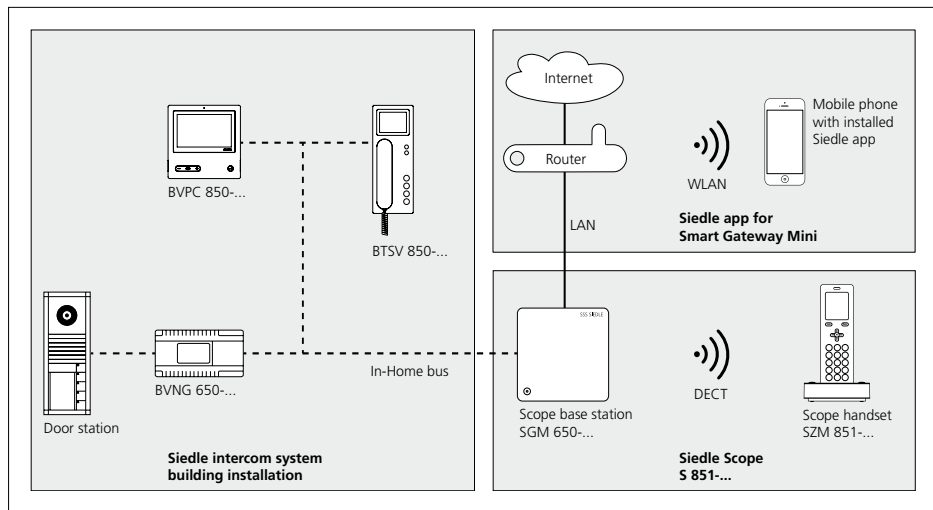 BVPC 850-...
BTSV 850-...
Door station
BVNG 650-...
In-Home bus
Siedle intercom system
building installation
Internet
Router
LAN
WLAN
Mobile phone
with installed
Siedle app
Siedle app for
Smart Gateway Mini
SSS SIEDLE
Scope base station
SGM 650-...
DECT
Scope handset
SZM 851-...
Siedle Scope
S 851-...